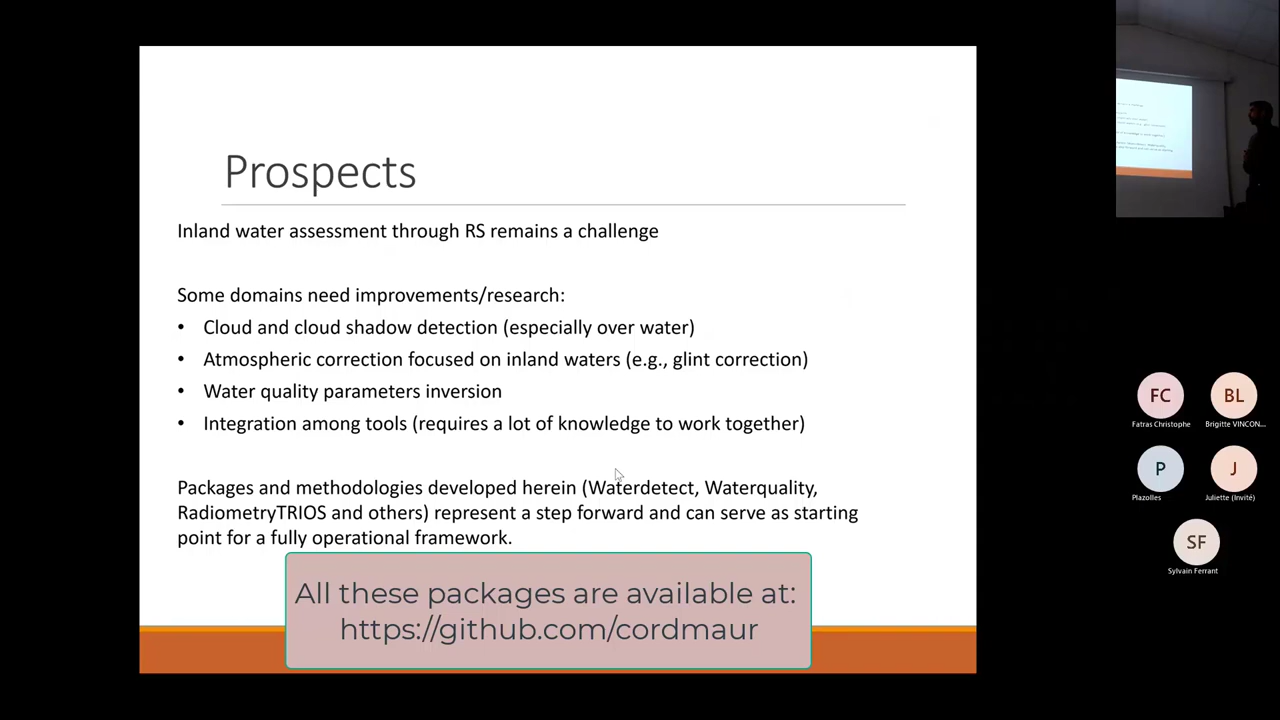 Prospects
Inland water assessment through RS remains a challenge
Some domains need improvements/research:
• Cloud and cloud shadow detection (especially over water)
• Atmospheric correction focused on inland waters (e.g., glint correction)
• Water quality parameters inversion
• Integration among tools (requires a lot of knowledge to work together)
Packages and methodologies developed herein (Waterdetect, Waterquality,
RadiometryTRIOS and others) represent a step forward and can serve as starting
point for a fully operational framework.
All these packages are available at:
https://github.com/cordmaur
FC
Fatras Christophe
BL
Brigitte VINCON...
P
Plazolles
J
Juliette (Invité)
SF
Sylvain Ferrant